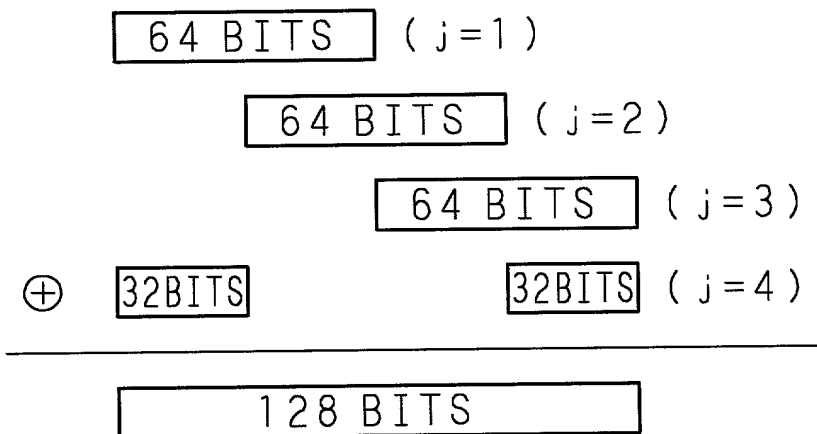 64 BITS (j=1)
64 BITS (j=2)
64 BITS (j=3)
⊕ 32BITS 32BITS (j=4)
128 BITS